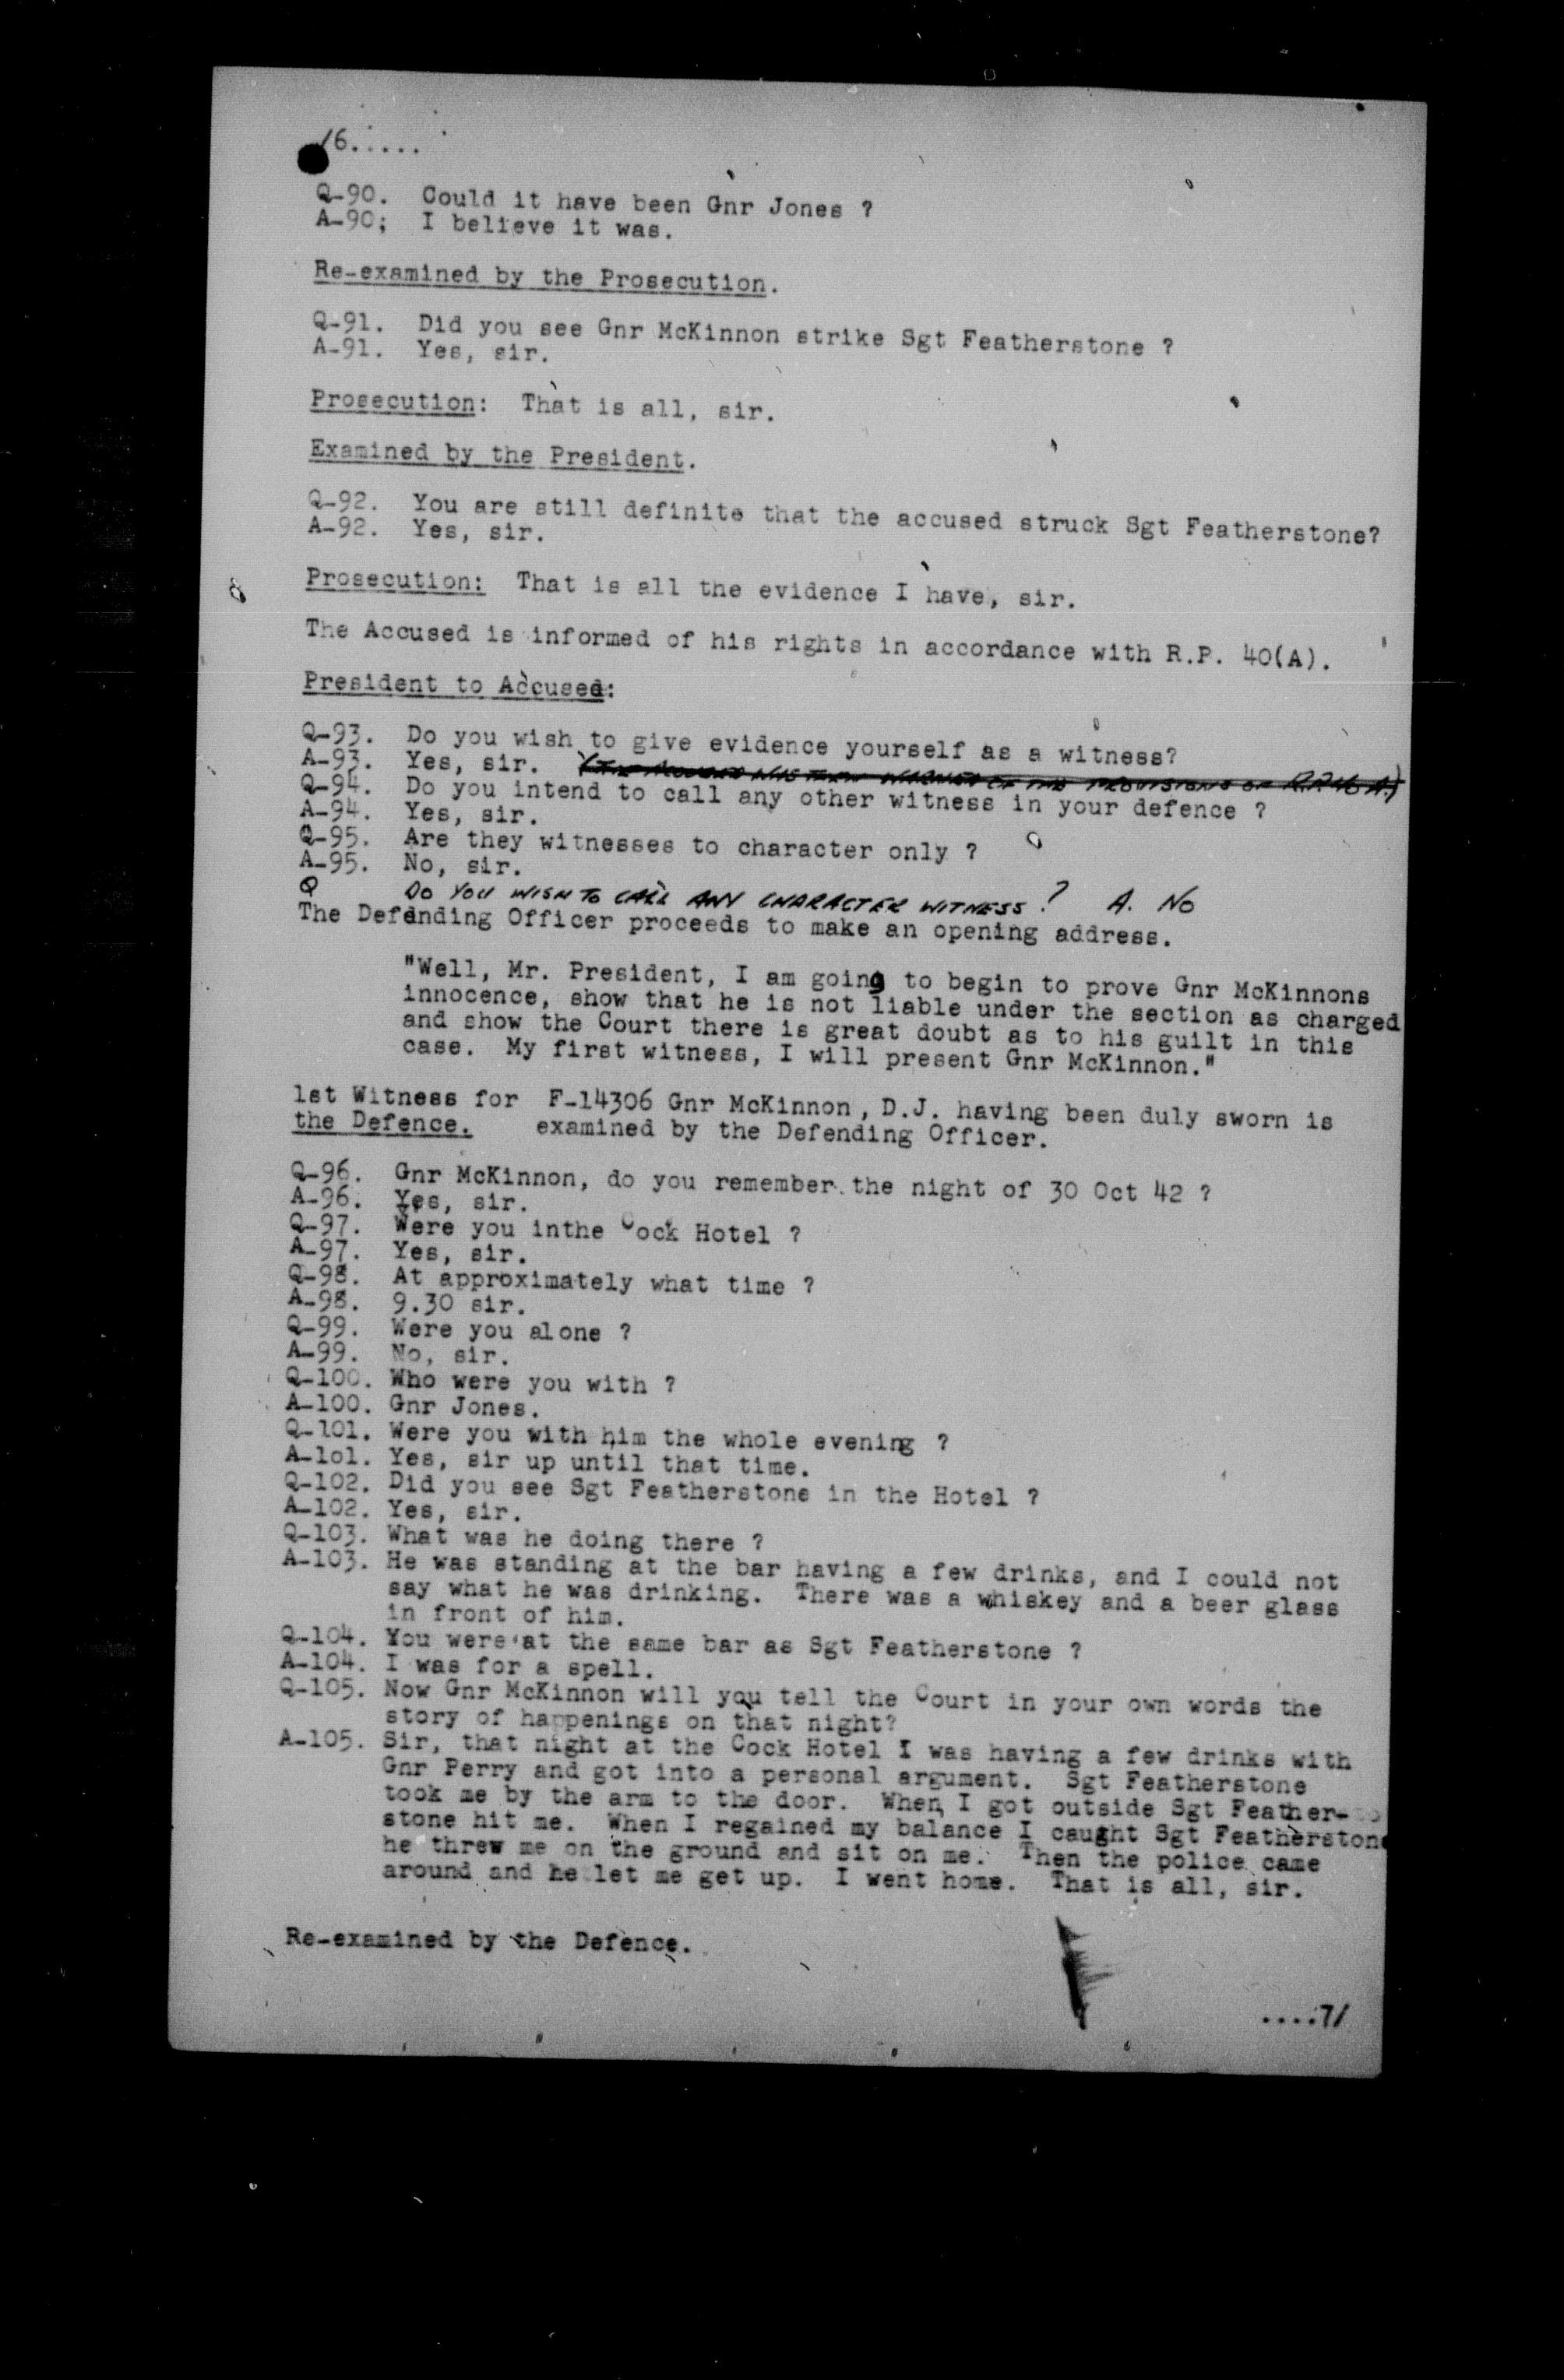 /6.....
Q-90. Could it have been Gnr Jones ?
A-90; I believe it was.
Re-examined by the Prosecution.
Q-91. Did you see Gnr McKinnon strike Sgt Featherstone ?
A-91. Yes, sir.
Prosecution: That is all, sir.
Examined by the President.
Q-92. You are still definite that the accused struck Sgt Featherstone?
A-92. Yes, sir.
Prosecution: That is all the evidence I have, sir.
The Accused is informed of his rights in accordance with R.P. 40(A).
President to Accused:
Q-93. Do you wish to give evidence yourself as a witness?
A-93. Yes, sir. (THE ACCUSED WAS THEN WARNED OF THE PROVISIONS OF R.P. 40 A.)
Q-94. Do you intend to call any other witness in your defence ?
A-94. Yes, sir.
Q-95. Are they witnesses to character only ?
A-95. No, sir.
Q DO YOU WISH TO CALL ANY CHARACTER WITNESS ? A. NO
The Defending Officer proceeds to make an opening address.
"Well, Mr. President, I am going to begin to prove Gnr McKinnons
innocence, show that he is not liable under the section as charged
and show the Court there is great doubt as to his guilt in this
case. My first witness, I will present Gnr McKinnon."
1st Witness for F-14306 Gnr McKinnon, D.J. having been duly sworn is
the Defence. examined by the Defending Officer.
Q-96. Gnr McKinnon, do you remember the night of 30 Oct 42 ?
A-96. Yes, sir.
Q-97. Were you inthe Cock Hotel ?
A-97. Yes, sir.
Q-98. At approximately what time ?
A-98. 9.30 sir.
Q-99. Were you alone ?
A-99. No, sir.
Q-100. Who were you with ?
A-100. Gnr Jones.
Q-101. Were you with him the whole evening ?
A-lol. Yes, sir up until that time.
Q-102. Did you see Sgt Featherstone in the Hotel ?
A-102. Yes, sir.
Q-103. What was he doing there ?
A-103. He was standing at the bar having a few drinks, and I could not
say what he was drinking. There was a whiskey and a beer glass
in front of him.
Q-104. You were at the same bar as Sgt Featherstone ?
A-104. I was for a spell.
Q-105. Now Gnr McKinnon will you tell the Court in your own words the
story of happenings on that night?
A-105. Sir, that night at the Cock Hotel I was having a few drinks with
Gnr Perry and got into a personal argument. Sgt Featherstone
took me by the arm to the door. When I got outside Sgt Feather-
stone hit me. When I regained my balance I caught Sgt Featherstone
he threw me on the ground and sit on me. Then the police came
around and he let me get up. I went home. That is all, sir.
Re-examined by the Defence.
....7/